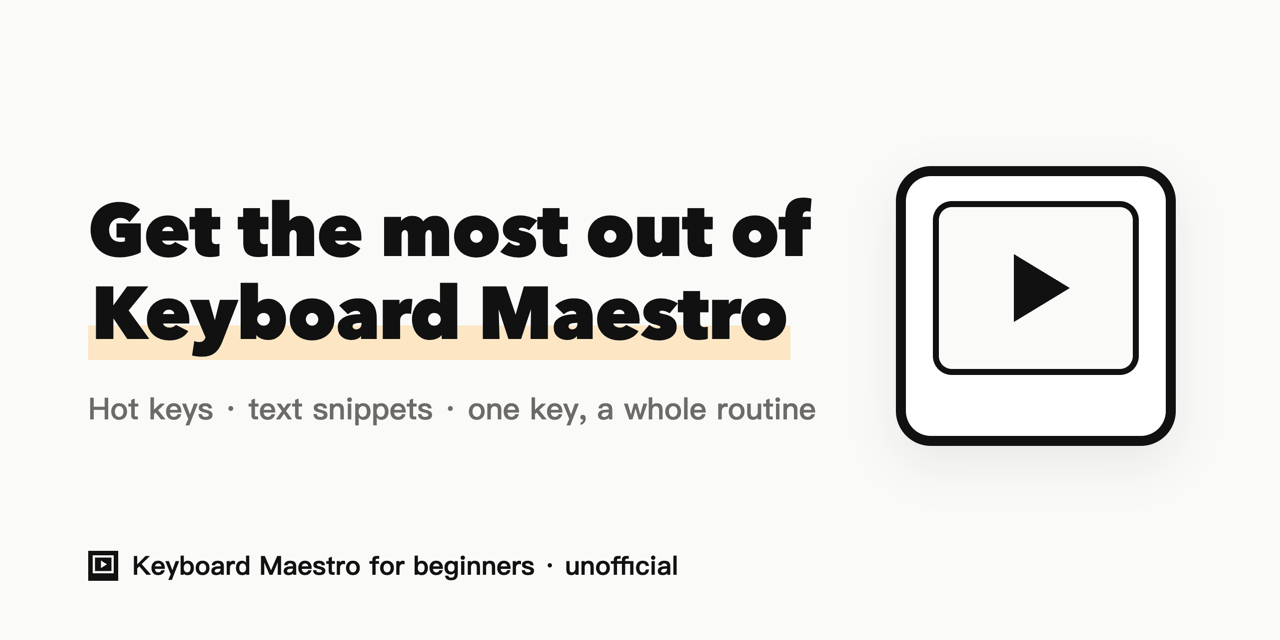 Get the most out of
Keyboard Maestro
Hot keys · text snippets · one key, a whole routine
Keyboard Maestro for beginners · unofficial